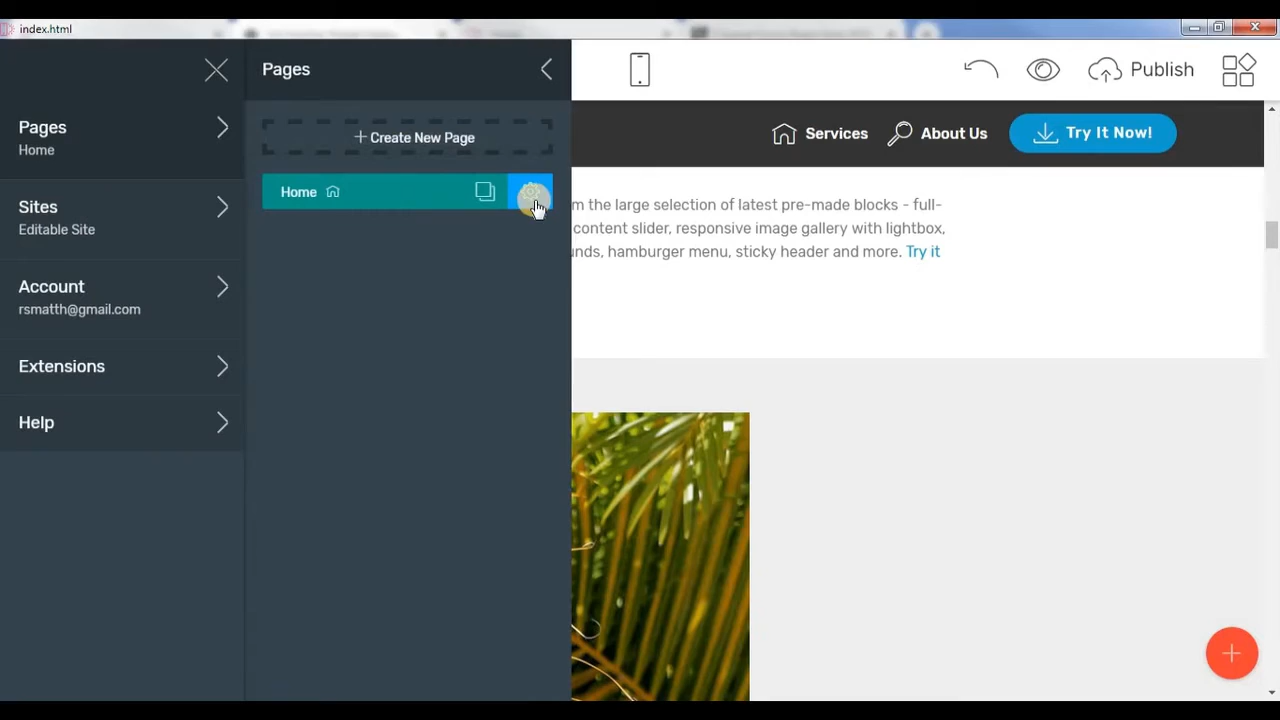 index.html
Pages
Publish
Pages
Home
Sites
Editable Site
Account
rsmatth@gmail.com
Extensions
Help
+ Create New Page
Home
Services
About Us
Try It Now!
m the large selection of latest pre-made blocks - full-
content slider, responsive image gallery with lightbox,
unds, hamburger menu, sticky header and more. Try it